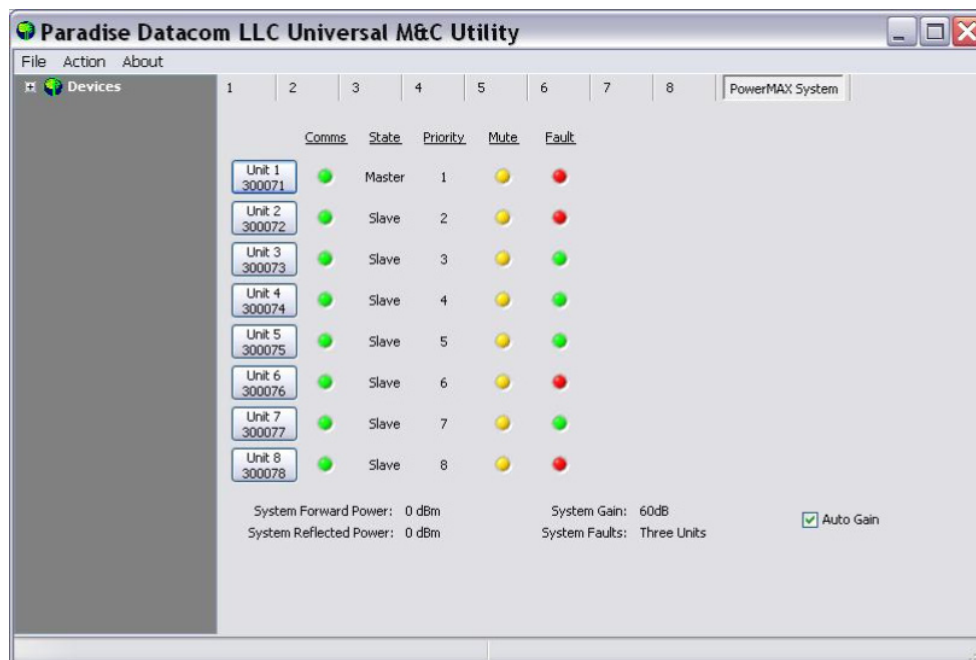 Paradise Datacom LLC Universal M&C Utility
File Action About
Devices
1 2 3 4 5 6 7 8 PowerMAX System
Comms State Priority Mute Fault
Unit 1
300071 Master 1
Unit 2
300072 Slave 2
Unit 3
300073 Slave 3
Unit 4
300074 Slave 4
Unit 5
300075 Slave 5
Unit 6
300076 Slave 6
Unit 7
300077 Slave 7
Unit 8
300078 Slave 8
System Forward Power: 0 dBm System Gain: 60dB
System Reflected Power: 0 dBm System Faults: Three Units
Auto Gain